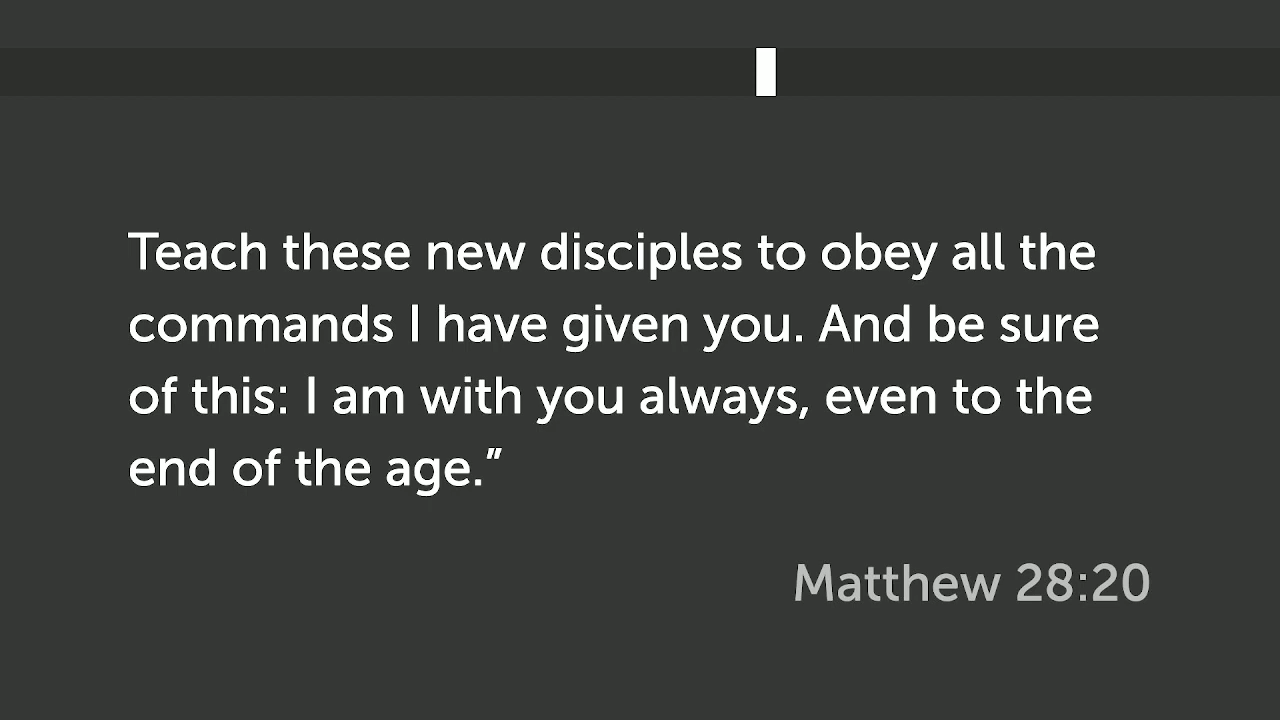 Teach these new disciples to obey all the
commands I have given you. And be sure
of this: I am with you always, even to the
end of the age.”
Matthew 28:20